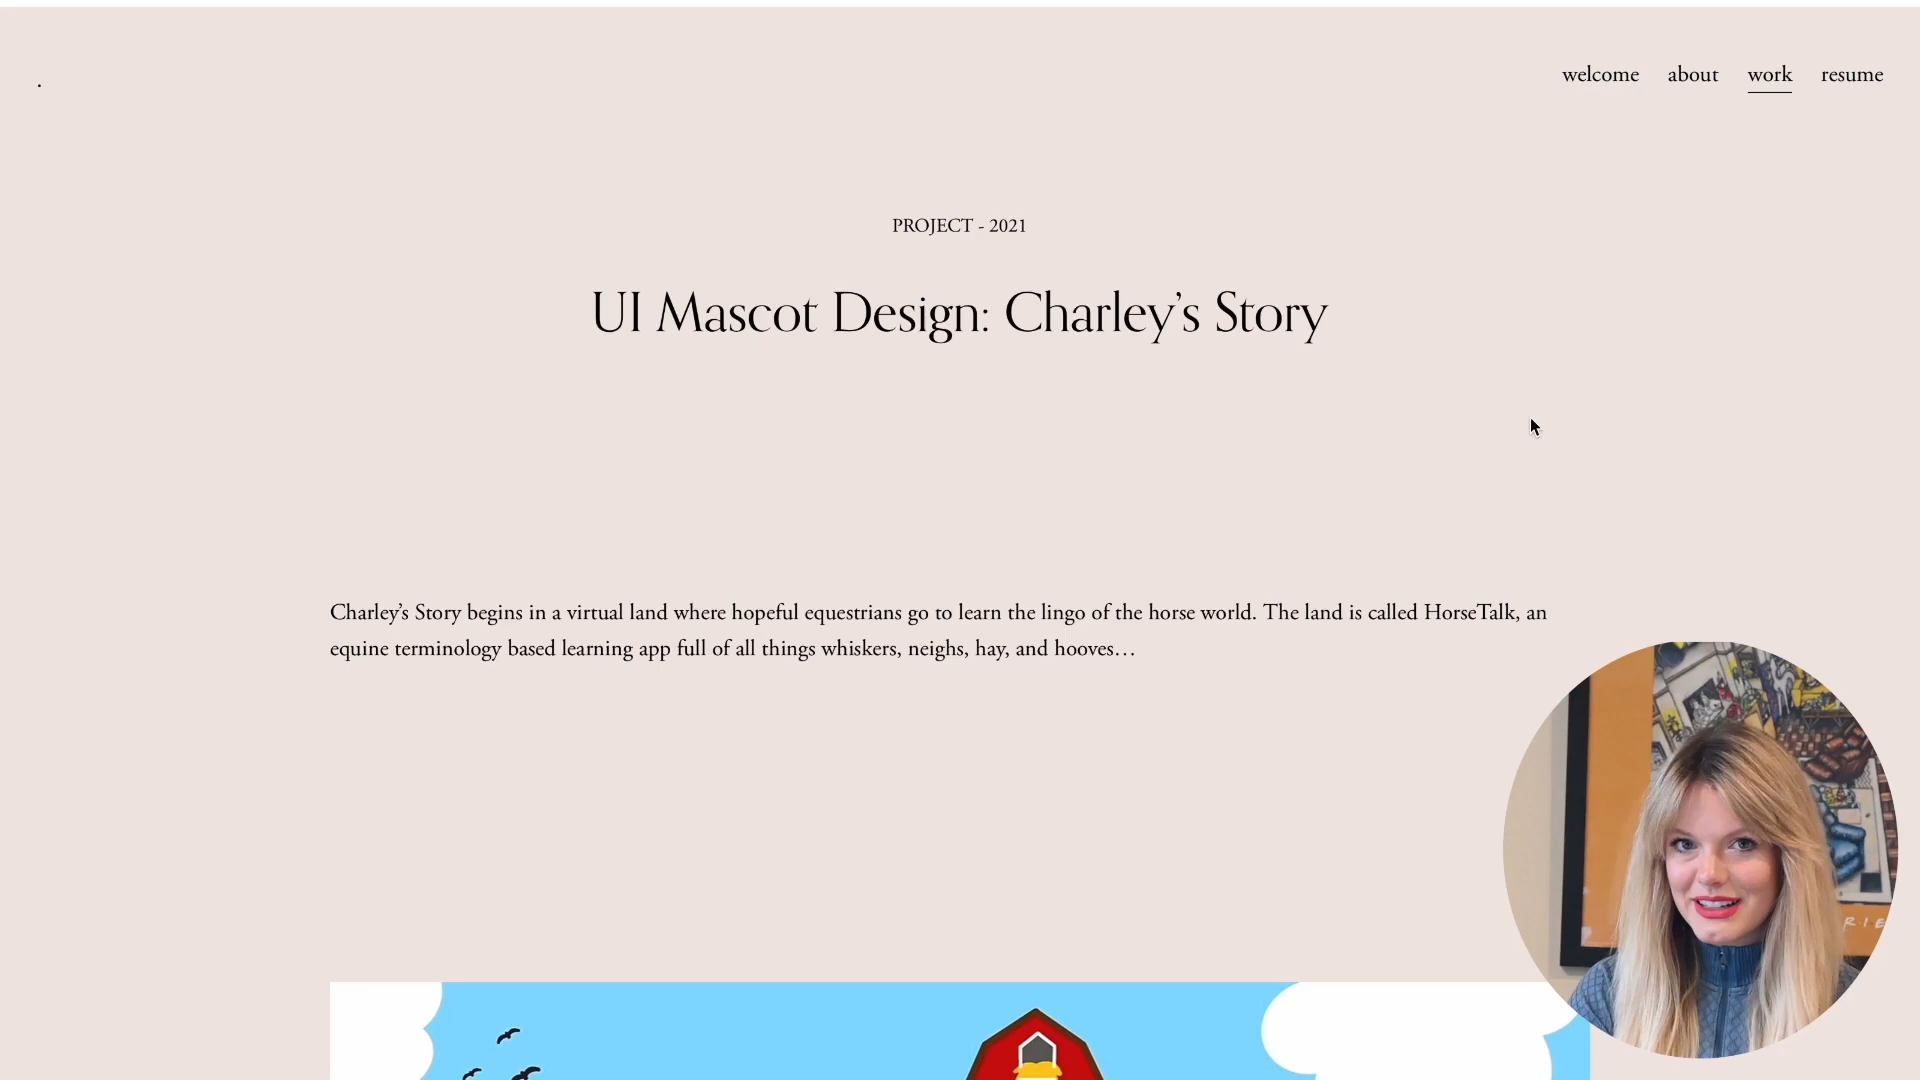 .
welcome about work resume
PROJECT - 2021
UI Mascot Design: Charley’s Story
Charley’s Story begins in a virtual land where hopeful equestrians go to learn the lingo of the horse world. The land is called HorseTalk, an
equine terminology based learning app full of all things whiskers, neighs, hay, and hooves…